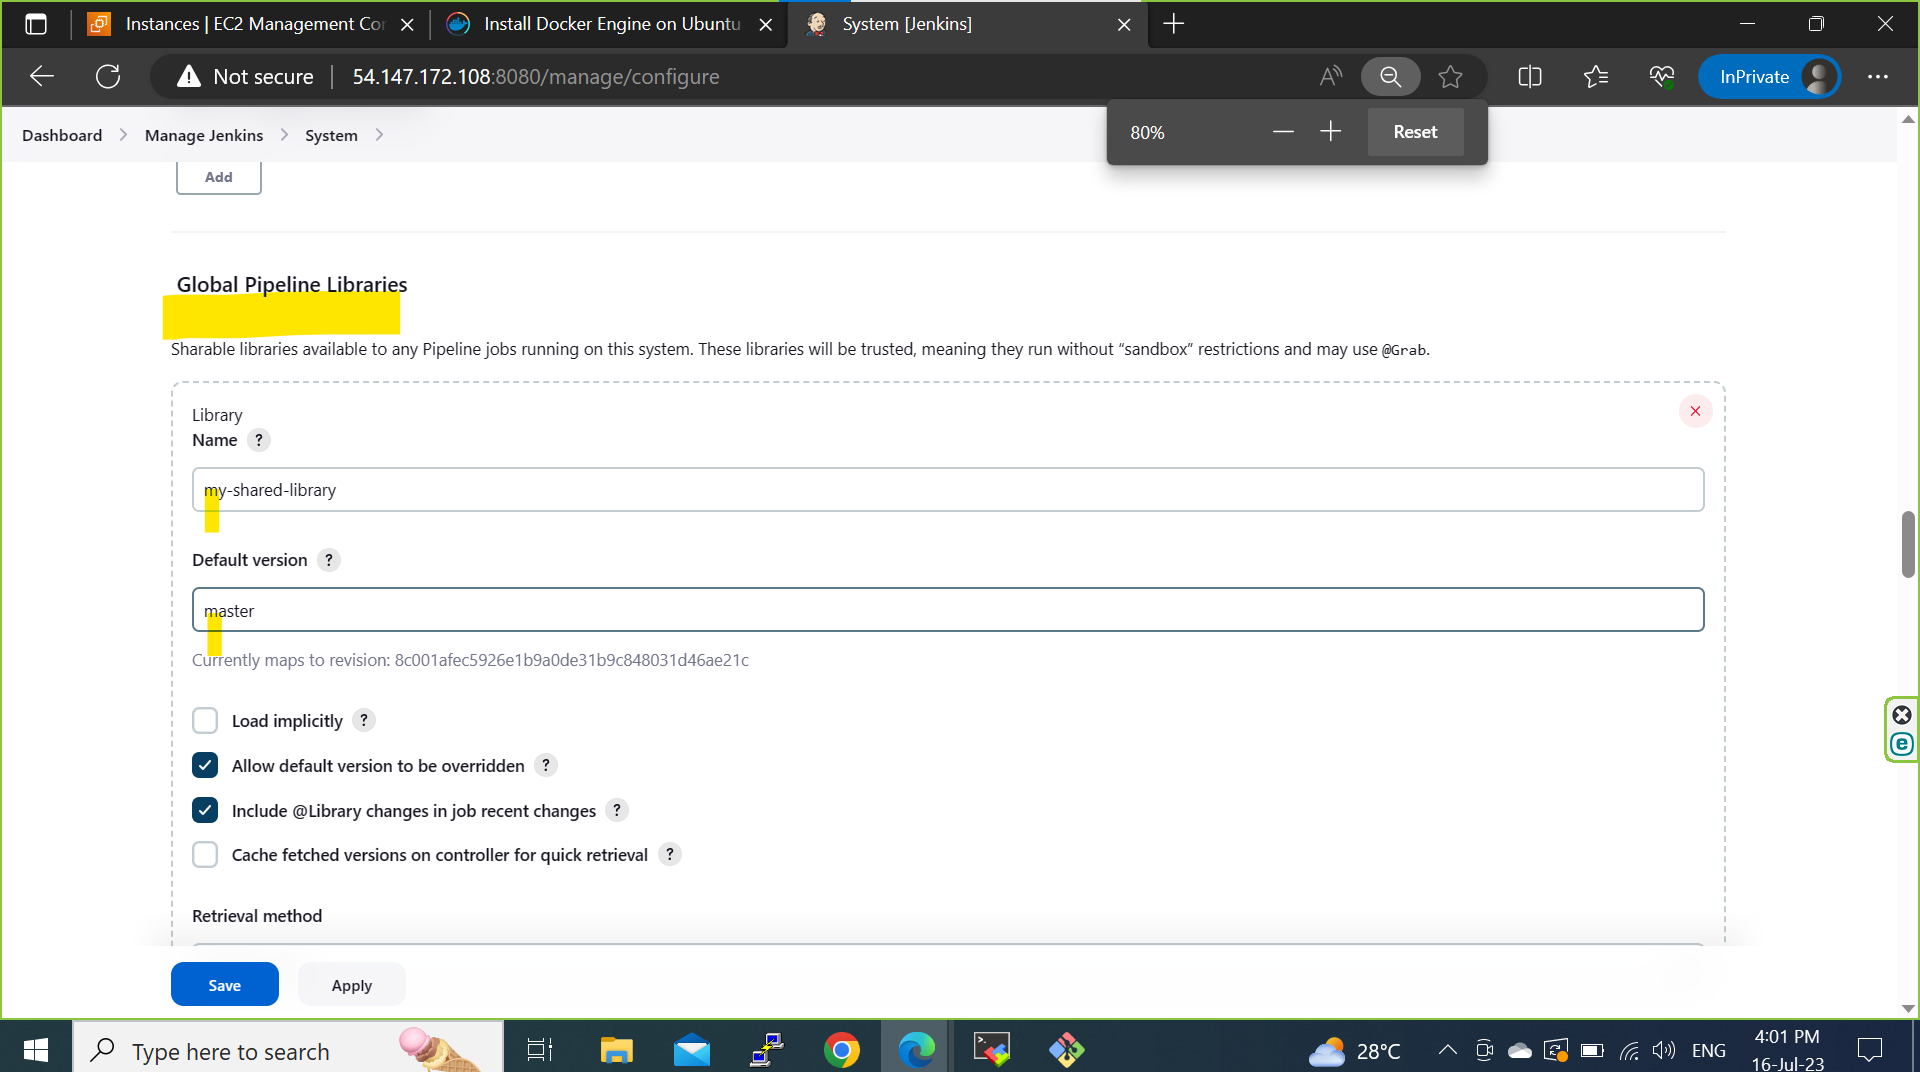 Instances | EC2 Management Cor
Install Docker Engine on Ubuntu
System [Jenkins]
Not secure
54.147.172.108:8080/manage/configure
InPrivate
Dashboard
Manage Jenkins
System
80%
Reset
Add
Global Pipeline Libraries
Sharable libraries available to any Pipeline jobs running on this system. These libraries will be trusted, meaning they run without “sandbox” restrictions and may use @Grab.
Library
Name ?
my-shared-library
Default version ?
master
Currently maps to revision: 8c001afec5926e1b9a0de31b9c848031d46ae21c
Load implicitly ?
Allow default version to be overridden ?
Include @Library changes in job recent changes ?
Cache fetched versions on controller for quick retrieval ?
Retrieval method
Save
Apply
Type here to search
28°C
ENG
4:01 PM
16-Jul-23